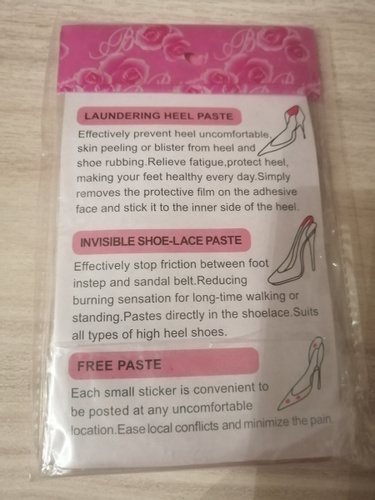 LAUNDERING HEEL PASTE
Effectively prevent heel uncomfortable,
skin peeling or blister from heel and
shoe rubbing.Relieve fatigue,protect heel,
making your feet healthy every day.Simply
removes the protective film on the adhesive
face and stick it to the inner side of the heel.
INVISIBLE SHOE-LACE PASTE
Effectively stop friction between foot
instep and sandal belt.Reducing
burning sensation for long-time walking or
standing.Pastes directly in the shoelace.Suits
all types of high heel shoes.
FREE PASTE
Each small sticker is convenient to
be posted at any uncomfortable
location.Ease local conflicts and minimize the pain.